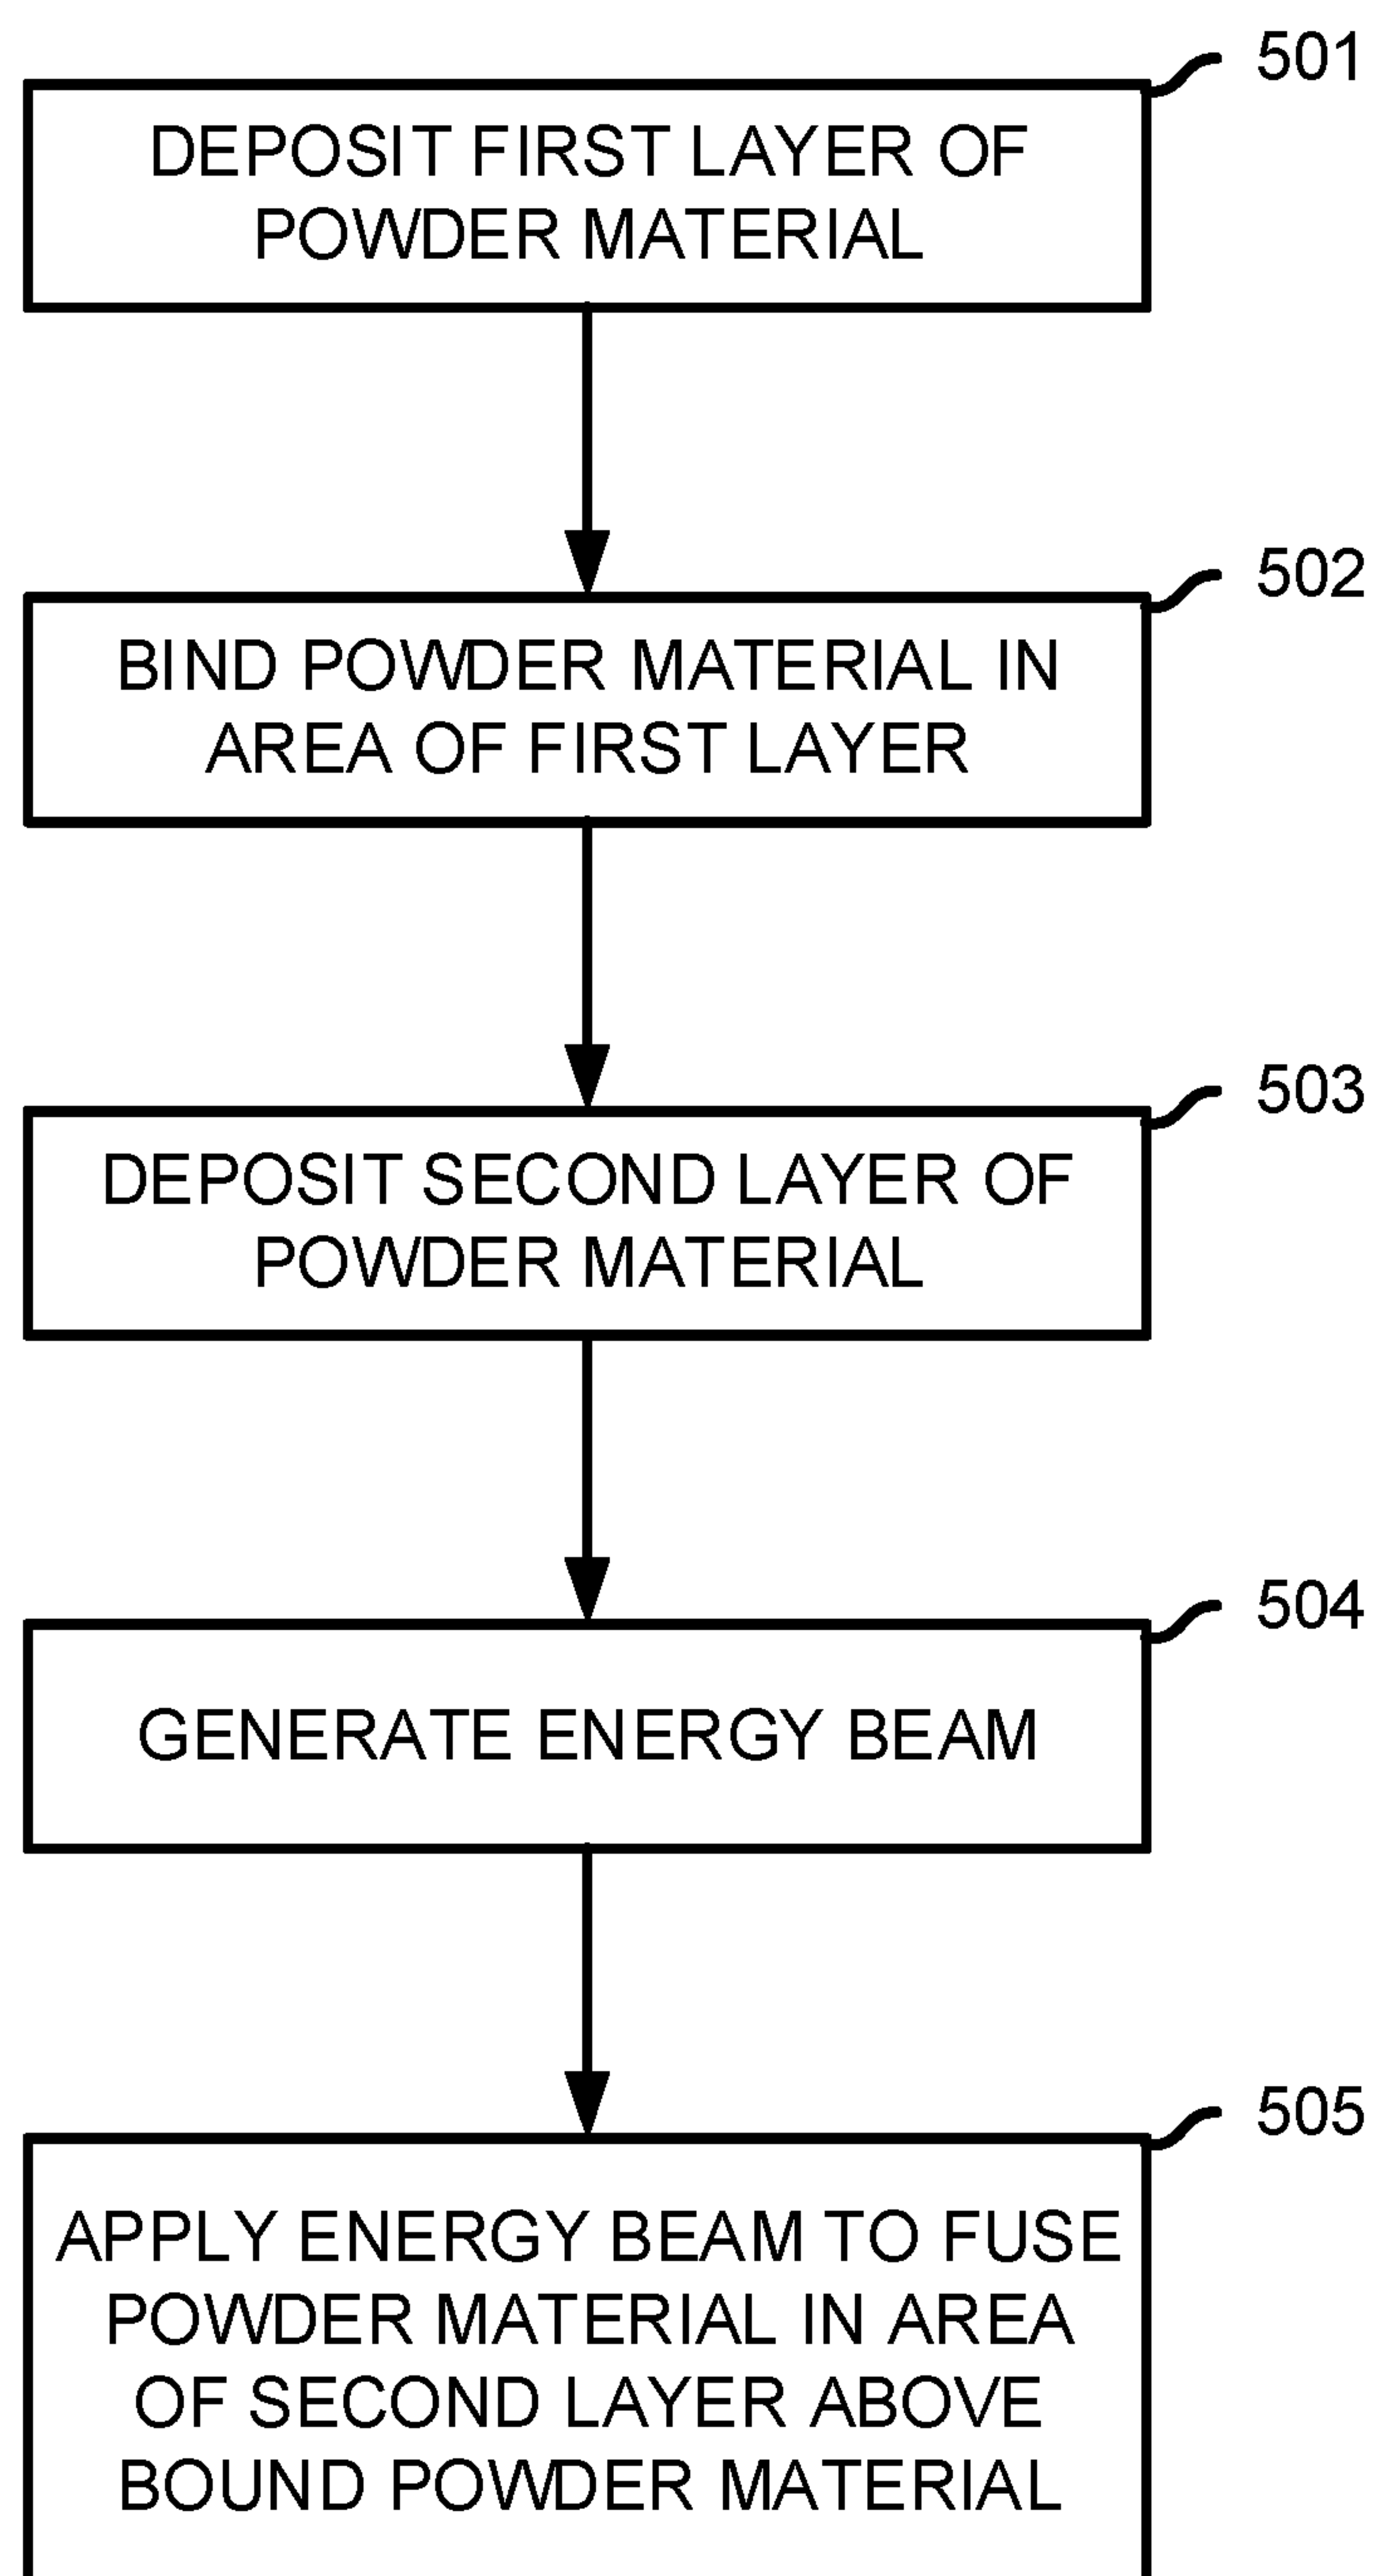 501
DEPOSIT FIRST LAYER OF
POWDER MATERIAL
502
BIND POWDER MATERIAL IN
AREA OF FIRST LAYER
503
DEPOSIT SECOND LAYER OF
POWDER MATERIAL
504
GENERATE ENERGY BEAM
505
APPLY ENERGY BEAM TO FUSE
POWDER MATERIAL IN AREA
OF SECOND LAYER ABOVE
BOUND POWDER MATERIAL